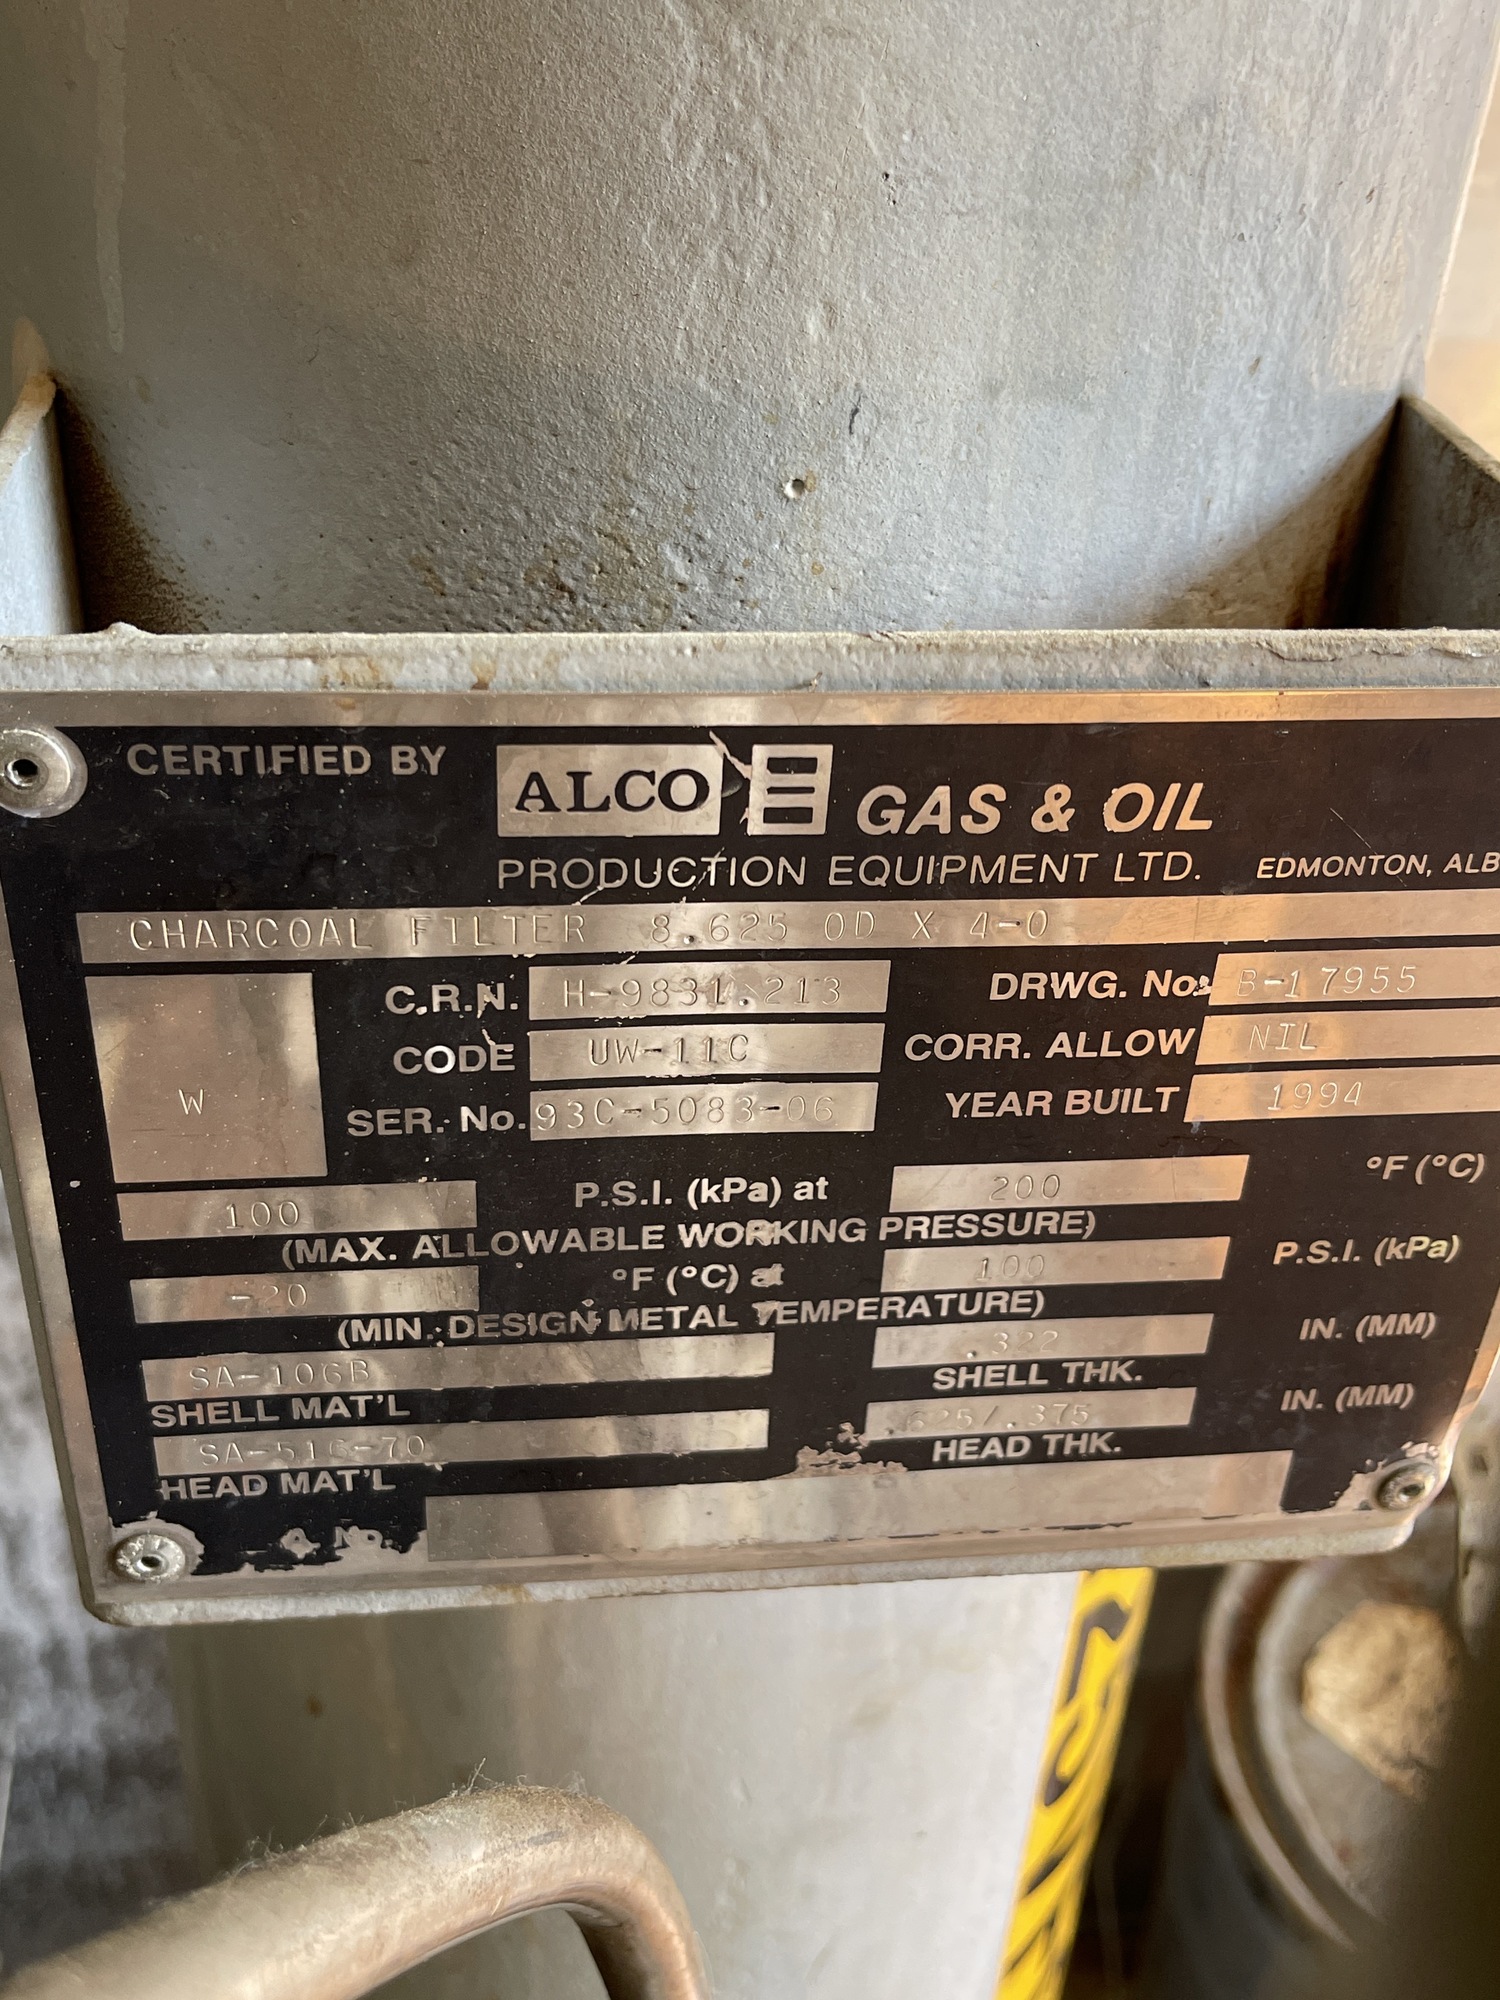 CERTIFIED BY ALCO GAS & OIL
PRODUCTION EQUIPMENT LTD. EDMONTON, ALB
CHARCOAL FILTER 8.625 OD X 4-0
C.R.N. H-9831.213 DRWG. No. B-17955
CODE UW-11C CORR. ALLOW NIL
W
SER. No. 93C-5083-06 YEAR BUILT 1994
100 P.S.I. (kPa) at 200 °F (°C)
(MAX. ALLOWABLE WORKING PRESSURE)
-20 °F (°C) at 100 P.S.I. (kPa)
(MIN. DESIGN METAL TEMPERATURE)
SA-106B .322 IN. (MM)
SHELL MAT'L SHELL THK.
SA-516-70 .625/.375 IN. (MM)
HEAD MAT'L HEAD THK.
A. No.